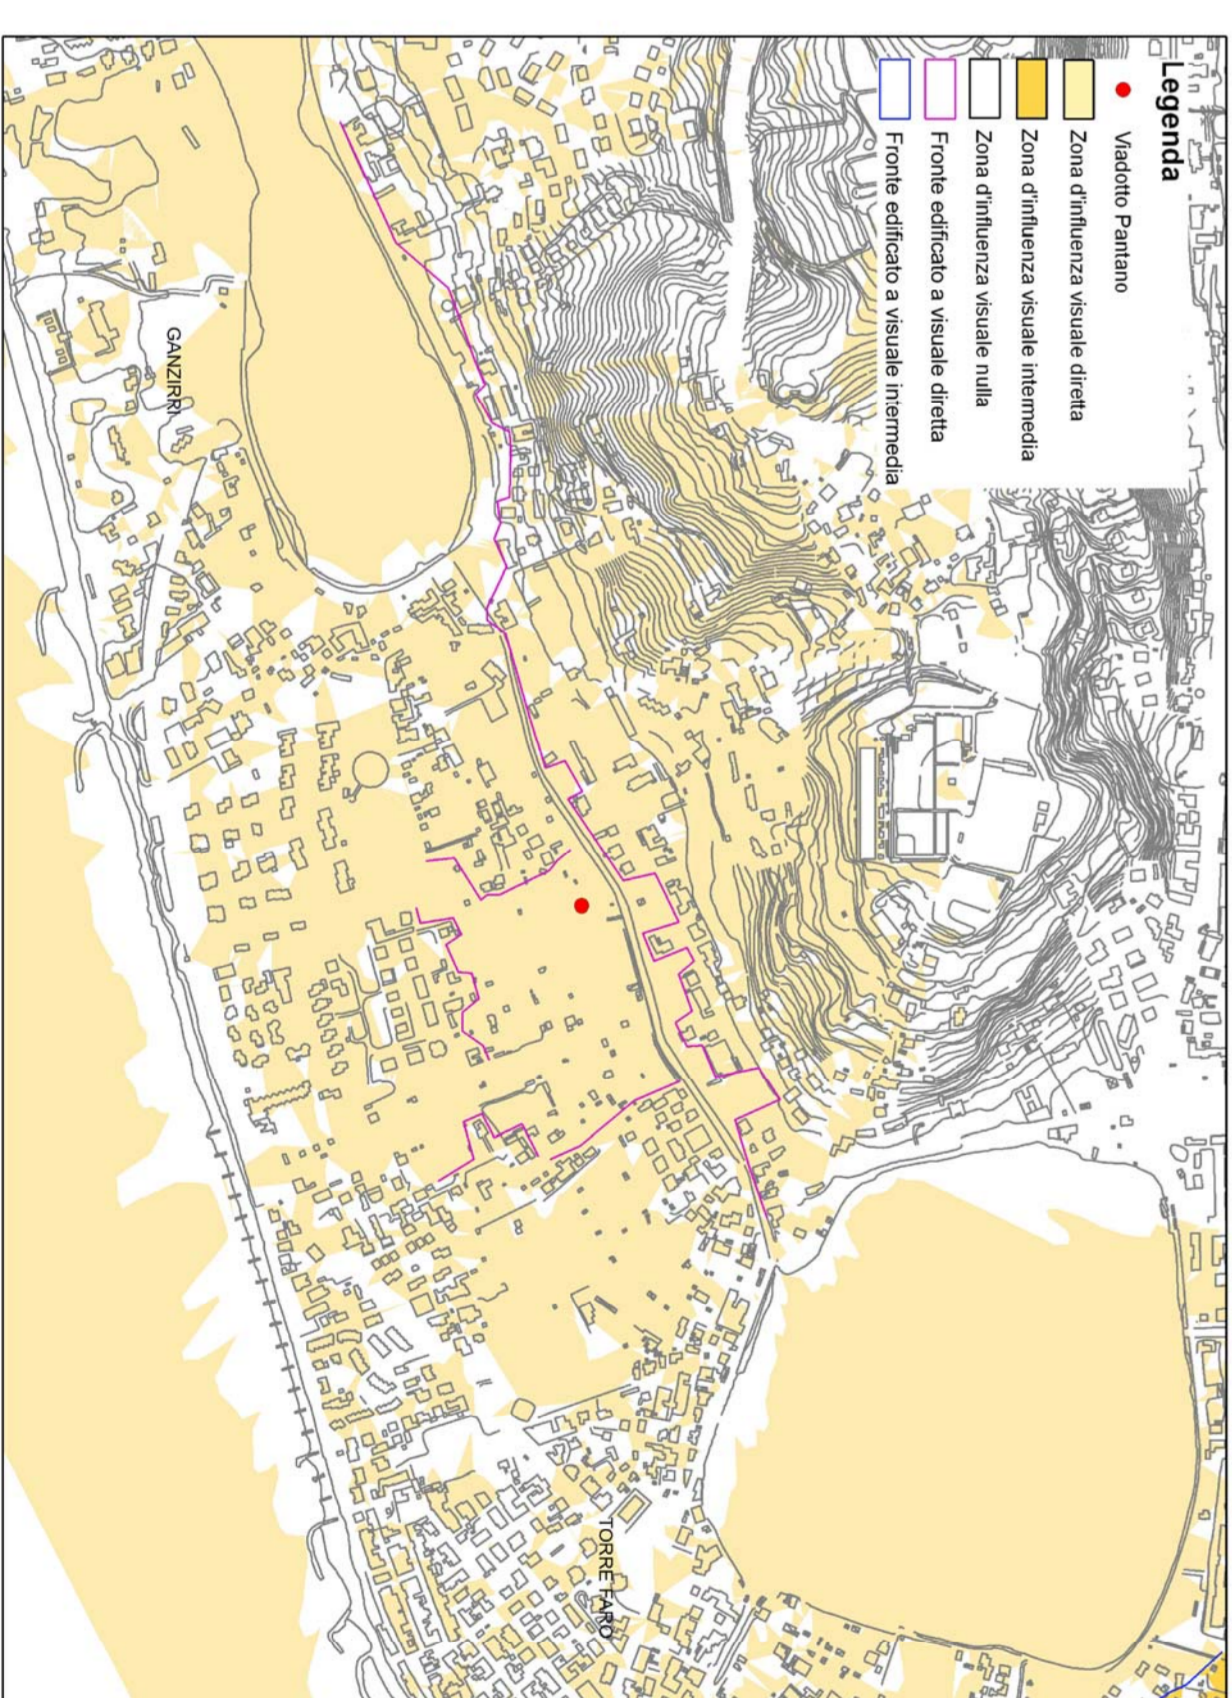 Legenda
Viadotto Pantano
Zona d'influenza visuale diretta
Zona d'influenza visuale intermedia
Zona d'influenza visuale nulla
Fronte edificato a visuale diretta
Fronte edificato a visuale intermedia
GANZIRRI
TORRE FARO